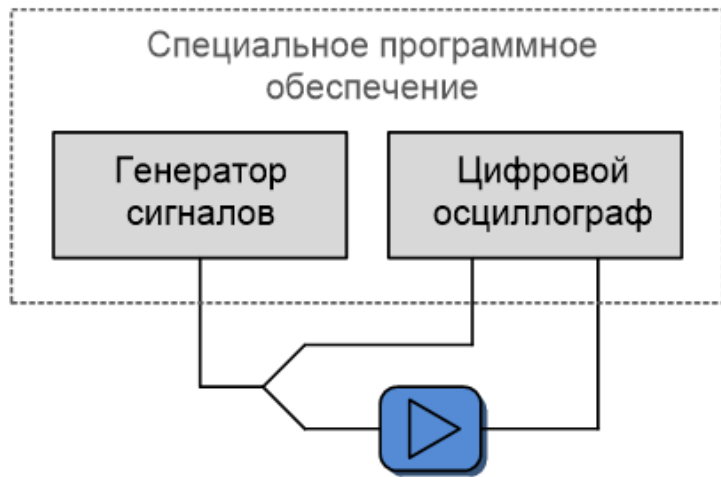 Специальное программное
обеспечение
Генератор
сигналов
Цифровой
осциллограф